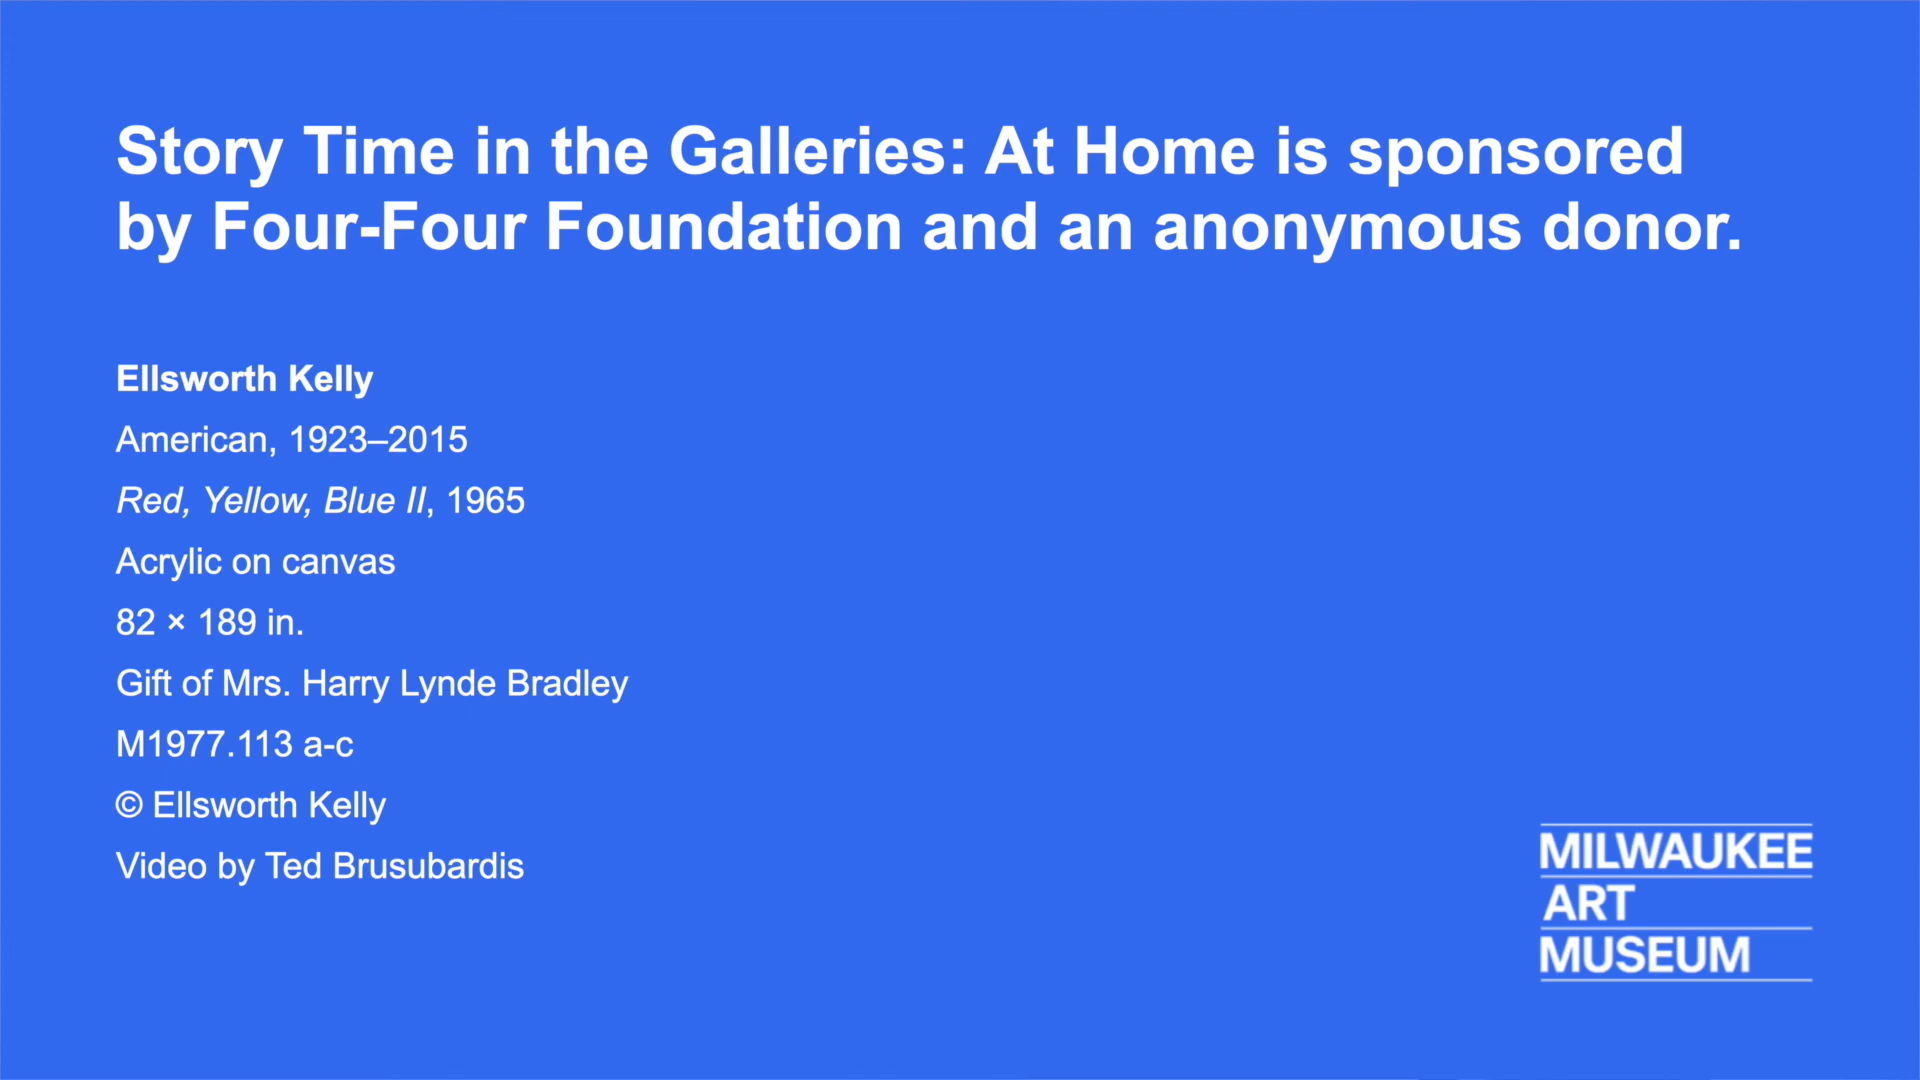 Story Time in the Galleries: At Home is sponsored
by Four-Four Foundation and an anonymous donor.
Ellsworth Kelly
American, 1923–2015
Red, Yellow, Blue II, 1965
Acrylic on canvas
82 × 189 in.
Gift of Mrs. Harry Lynde Bradley
M1977.113 a-c
© Ellsworth Kelly
Video by Ted Brusubardis
MILWAUKEE
ART
MUSEUM